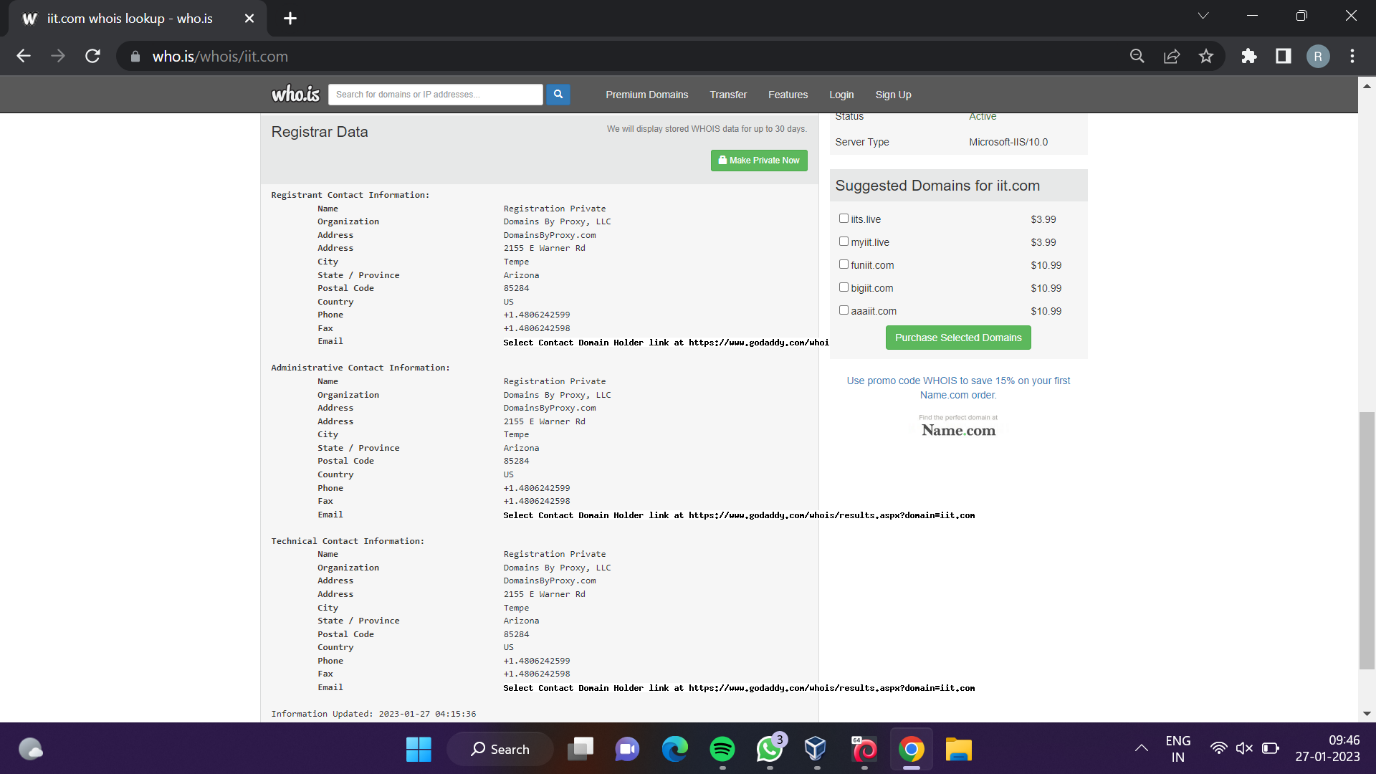 W iit.com whois lookup - who.is
who.is/whois/iit.com
R
who.is Search for domains or IP addresses... Premium Domains Transfer Features Login Sign Up
Registrar Data
We will display stored WHOIS data for up to 30 days.
Make Private Now
Registrant Contact Information:
Name Registration Private
Organization Domains By Proxy, LLC
Address DomainsByProxy.com
Address 2155 E Warner Rd
City Tempe
State / Province Arizona
Postal Code 85284
Country US
Phone +1.4806242599
Fax +1.4806242598
Email Select Contact Domain Holder link at https://www.godaddy.com/whoi
Administrative Contact Information:
Name Registration Private
Organization Domains By Proxy, LLC
Address DomainsByProxy.com
Address 2155 E Warner Rd
City Tempe
State / Province Arizona
Postal Code 85284
Country US
Phone +1.4806242599
Fax +1.4806242598
Email Select Contact Domain Holder link at https://www.godaddy.com/whois/results.aspx?domain=iit.com
Technical Contact Information:
Name Registration Private
Organization Domains By Proxy, LLC
Address DomainsByProxy.com
Address 2155 E Warner Rd
City Tempe
State / Province Arizona
Postal Code 85284
Country US
Phone +1.4806242599
Fax +1.4806242598
Email Select Contact Domain Holder link at https://www.godaddy.com/whois/results.aspx?domain=iit.com
Information Updated: 2023-01-27 04:15:36
Status Active
Server Type Microsoft-IIS/10.0
Suggested Domains for iit.com
iits.live $3.99
myiit.live $3.99
funiit.com $10.99
bigiit.com $10.99
aaaiit.com $10.99
Purchase Selected Domains
Use promo code WHOIS to save 15% on your first
Name.com order.
Find the perfect domain at
Name.com
Search
3
64
ENG
IN
09:46
27-01-2023